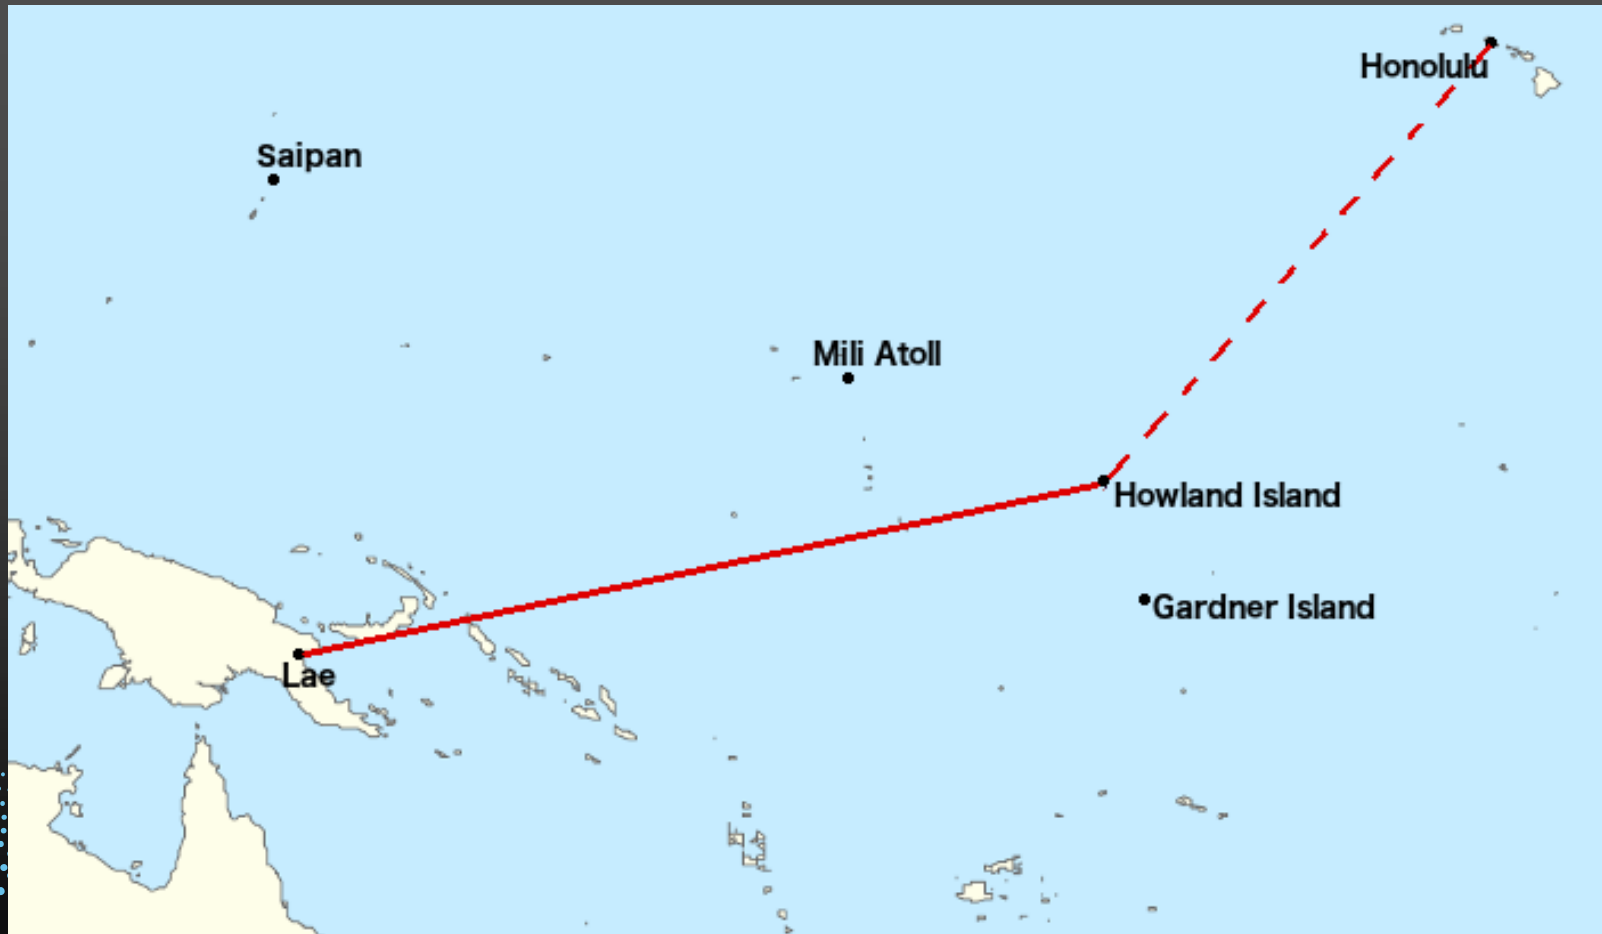 Honolulu
Saipan
Mili Atoll
Howland Island
Gardner Island
Lae